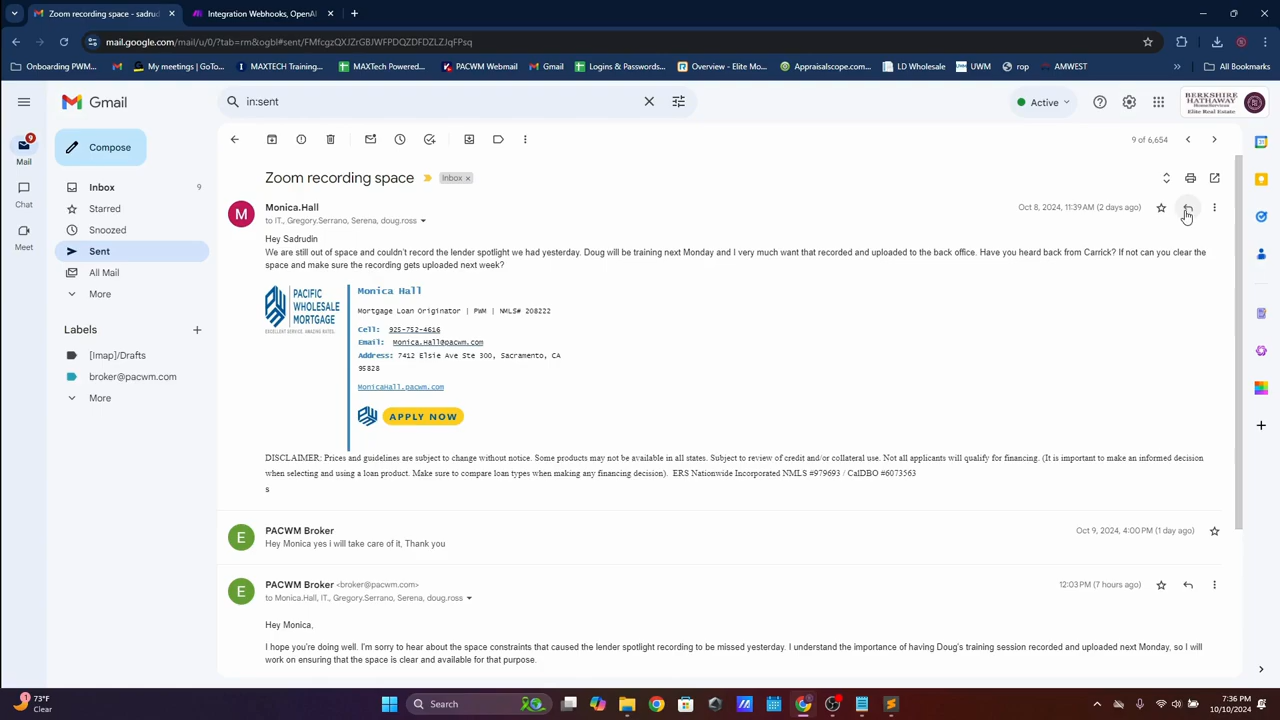 Zoom recording space - sadrud
Integration Webhooks, OpenAI
mail.google.com/mail/u/0/?tab=rm&ogbl#sent/FMfcgzQXJZrGBJWFPDQZDFDZLZJqFPsq
Onboarding PWM...
My meetings | GoTo...
MAXTECH Training...
MAXTECH Powered...
PACWM Webmail
Gmail
Logins & Passwords...
Overview - Elite Mo...
Appraisalscope.com...
LD Wholesale
UWM
rop
AMWEST
All Bookmarks
Gmail
in:sent
Active
BERKSHIRE
HATHAWAY
HomeServices
Elite Real Estate
9
Mail
Compose
9 of 6,654
Chat
Meet
Inbox 9
Starred
Snoozed
Sent
All Mail
More
Labels
[Imap]/Drafts
broker@pacwm.com
More
Zoom recording space
Inbox
M
Monica.Hall
Oct 8, 2024, 11:39 AM (2 days ago)
to IT., Gregory.Serrano, Serena, doug.ross
Hey Sadrudin
We are still out of space and couldn't record the lender spotlight we had yesterday. Doug will be training next Monday and I very much want that recorded and uploaded to the back office. Have you heard back from Carrick? If not can you clear the
space and make sure the recording gets uploaded next week?
PACIFIC
WHOLESALE
MORTGAGE
EXCELLENT SERVICE. AMAZING RATES.
Monica Hall
Mortgage Loan Originator | PWM | NMLS# 208222
Cell: 925-752-4616
Email: Monica.Hall@pacwm.com
Address: 7412 Elsie Ave Ste 300, Sacramento, CA
95828
MonicaHall.pacwm.com
APPLY NOW
DISCLAIMER: Prices and guidelines are subject to change without notice. Some products may not be available in all states. Subject to review of credit and/or collateral use. Not all applicants will qualify for financing. (It is important to make an informed decision
when selecting and using a loan product. Make sure to compare loan types when making any financing decision). ERS Nationwide Incorporated NMLS #979693 / CalDBO #6073563
s
E
PACWM Broker
Oct 9, 2024, 4:00 PM (1 day ago)
Hey Monica yes i will take care of it, Thank you
E
PACWM Broker <broker@pacwm.com>
12:03 PM (7 hours ago)
to Monica.Hall, IT., Gregory.Serrano, Serena, doug.ross
Hey Monica,
I hope you're doing well. I'm sorry to hear about the space constraints that caused the lender spotlight recording to be missed yesterday. I understand the importance of having Doug's training session recorded and uploaded next Monday, so I will
work on ensuring that the space is clear and available for that purpose.
73°F
Clear
Search
7:36 PM
10/10/2024